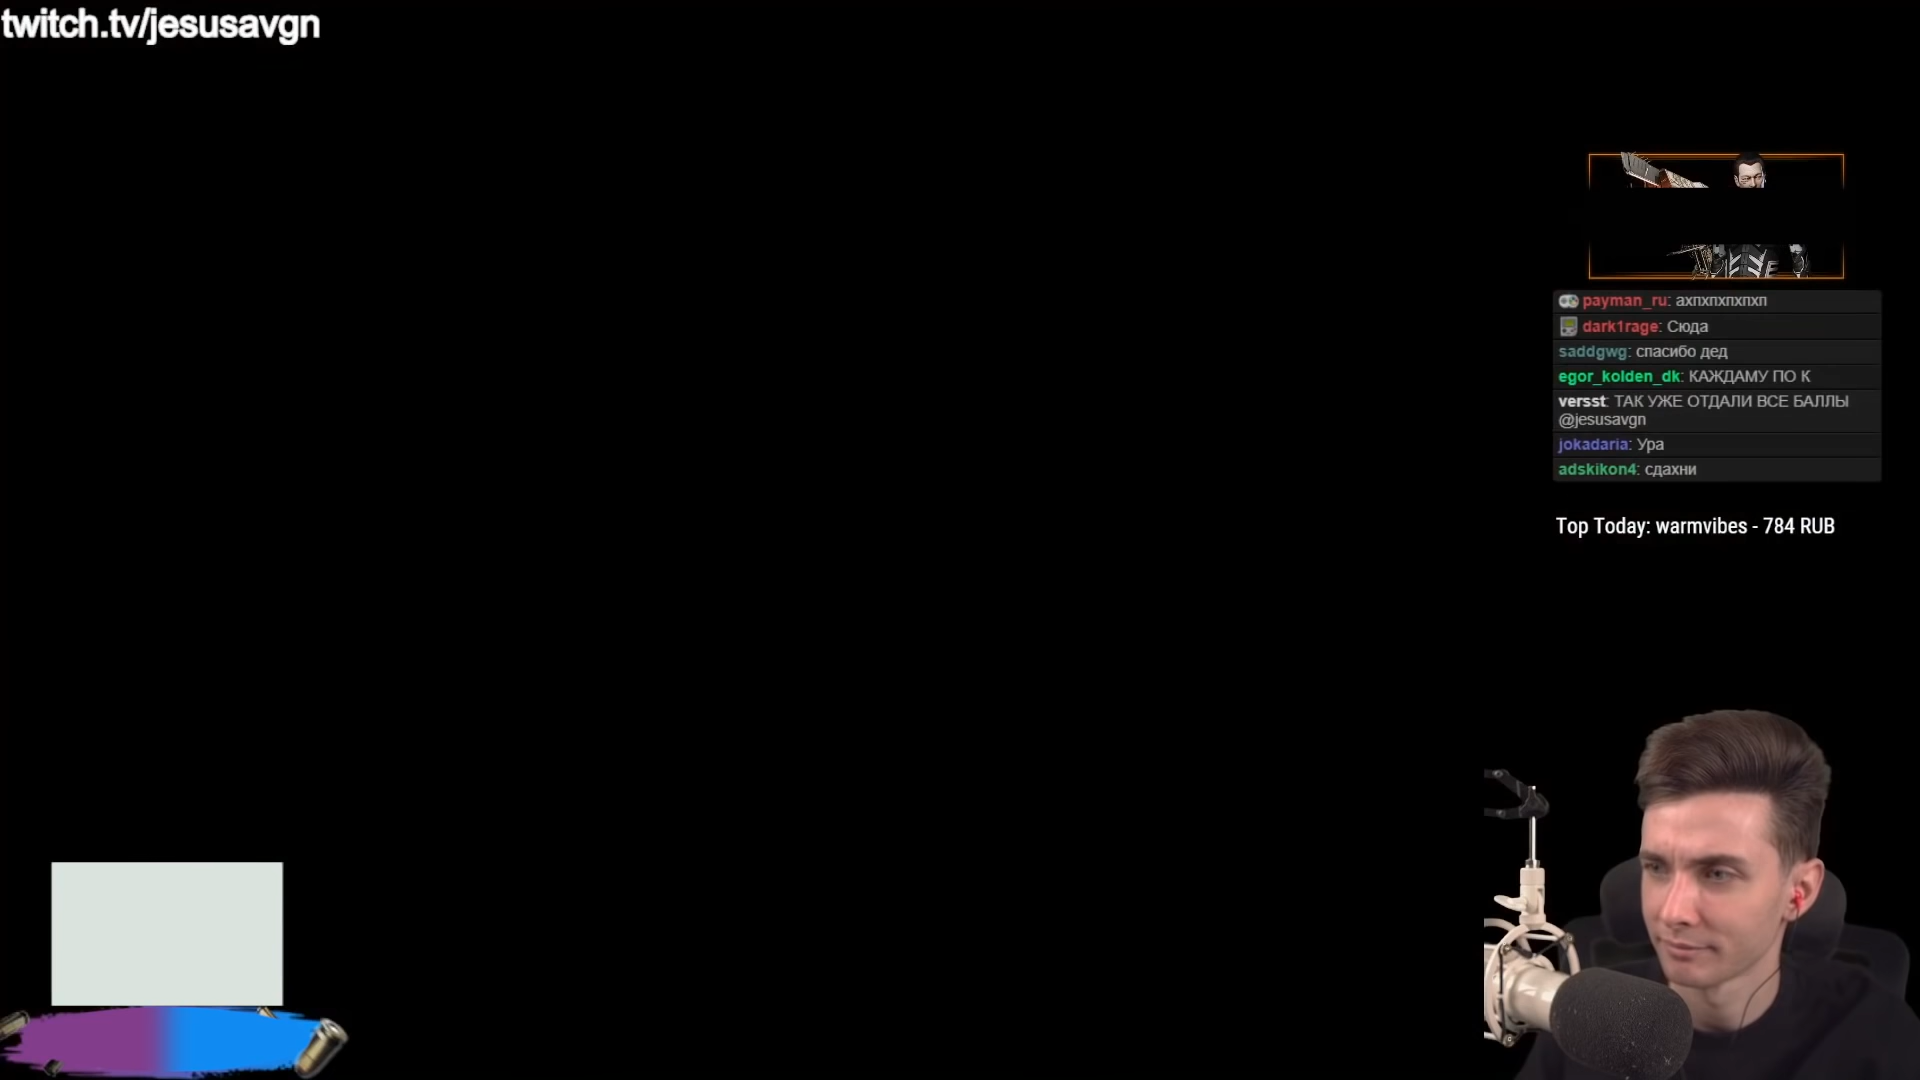 twitch.tv/jesusavgn
payman_ru: ахпхпхпхпхп
dark1rage: Сюда
saddgwg: спасибо дед
egor_kolden_dk: КАЖДАМУ ПО К
versst: ТАК УЖЕ ОТДАЛИ ВСЕ БАЛЛЫ
@jesusavgn
jokadaria: Ура
adskikon4: сдахни
Top Today: warmvibes - 784 RUB